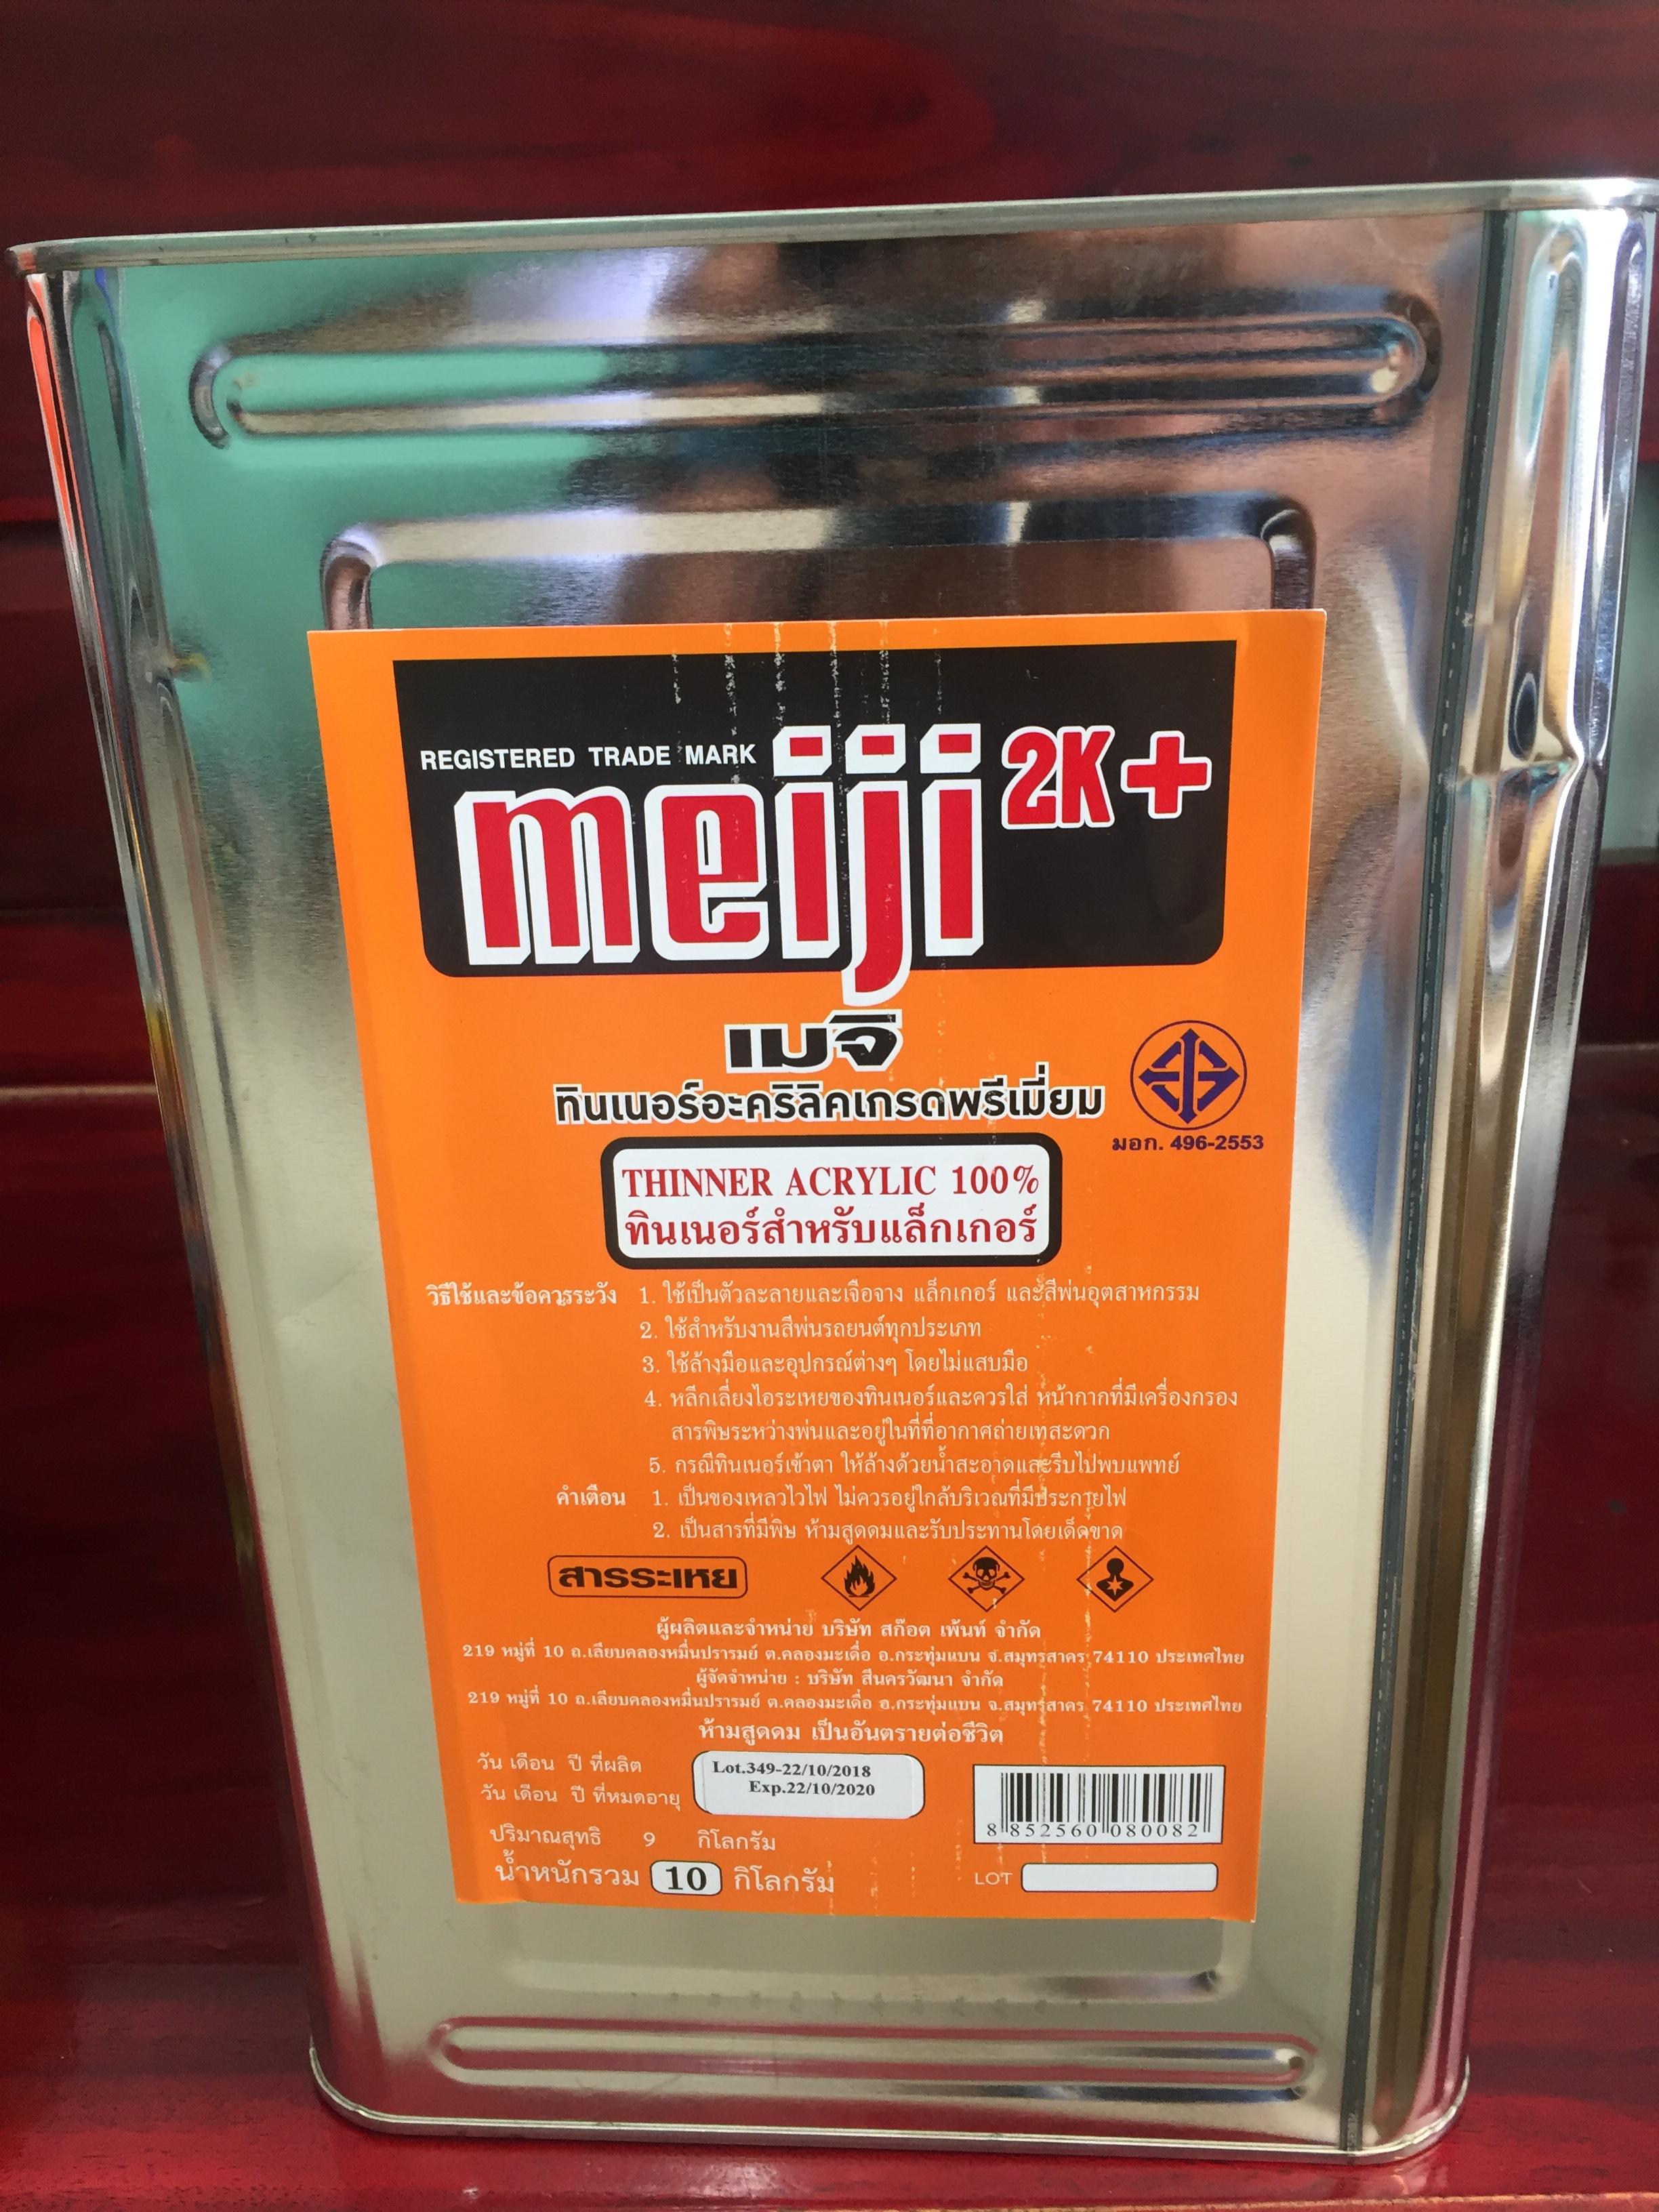 REGISTERED TRADE MARK
meiji 2K+
เมจิ
ทินเนอร์อะคริลิคเกรดพรีเมี่ยม
มอก. 496-2553
THINNER ACRYLIC 100%
ทินเนอร์สำหรับแล็กเกอร์
วิธีใช้และข้อควรระวัง 1. ใช้เป็นตัวละลายและเจือจาง แล็กเกอร์ และสีพ่นอุตสาหกรรม
2. ใช้สำหรับงานสีพ่นรถยนต์ทุกประเภท
3. ใช้ล้างมือและอุปกรณ์ต่างๆ โดยไม่แสบมือ
4. หลีกเลี่ยงไอระเหยของทินเนอร์และควรใส่ หน้ากากที่มีเครื่องกรอง
สารพิษระหว่างพ่นและอยู่ในที่ที่อากาศถ่ายเทสะดวก
5. กรณีทินเนอร์เข้าตา ให้ล้างด้วยน้ำสะอาดและรีบไปพบแพทย์
คำเตือน 1. เป็นของเหลวไวไฟ ไม่ควรอยู่ใกล้บริเวณที่มีประกายไฟ
2. เป็นสารที่มีพิษ ห้ามสูดดมและรับประทานโดยเด็ดขาด
สารระเหย
ผู้ผลิตและจำหน่าย บริษัท สก๊อต เพ้นท์ จำกัด
219 หมู่ที่ 10 ถ.เลียบคลองหมื่นปรารมย์ ต.คลองมะเดื่อ อ.กระทุ่มแบน จ.สมุทรสาคร 74110 ประเทศไทย
ผู้จัดจำหน่าย : บริษัท สีนครวัฒนา จำกัด
219 หมู่ที่ 10 ถ.เลียบคลองหมื่นปรารมย์ ต.คลองมะเดื่อ อ.กระทุ่มแบน จ.สมุทรสาคร 74110 ประเทศไทย
ห้ามสูดดม เป็นอันตรายต่อชีวิต
วัน เดือน ปี ที่ผลิต Lot.349-22/10/2018
วัน เดือน ปี ที่หมดอายุ Exp.22/10/2020
8 852560 080082
ปริมาณสุทธิ 9 กิโลกรัม
น้ำหนักรวม 10 กิโลกรัม
LOT